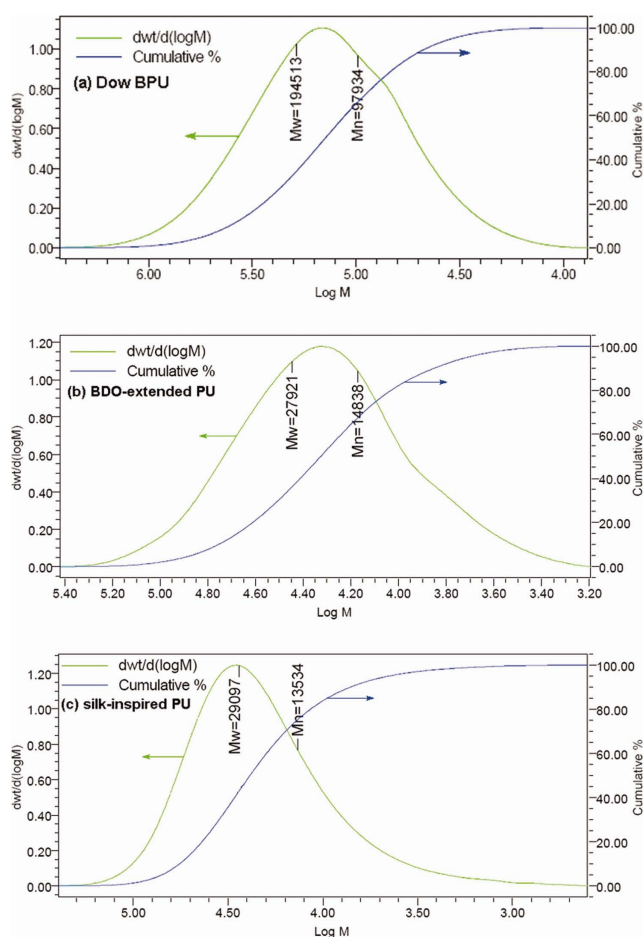 dwt/d(logM)
Cumulative %
(a) Dow BPU
Mw=194513
Mn=97934
1.00
0.80
0.60
0.40
0.20
0.00
dwt/d(logM)
100.00
80.00
60.00
40.00
20.00
0.00
Cumulative %
6.00 5.50 5.00 4.50 4.00
Log M
dwt/d(logM)
Cumulative %
(b) BDO-extended PU
Mw=27921
Mn=14838
1.20
1.00
0.80
0.60
0.40
0.20
0.00
dwt/d(logM)
100.00
80.00
60.00
40.00
20.00
0.00
Cumulative %
5.40 5.20 5.00 4.80 4.60 4.40 4.20 4.00 3.80 3.60 3.40 3.20
Log M
dwt/d(logM)
Cumulative %
(c) silk-inspired PU
Mw=29097
Mn=13534
1.20
1.00
0.80
0.60
0.40
0.20
0.00
dwt/d(logM)
100.00
80.00
60.00
40.00
20.00
0.00
Cumulative %
5.00 4.50 4.00 3.50 3.00
Log M